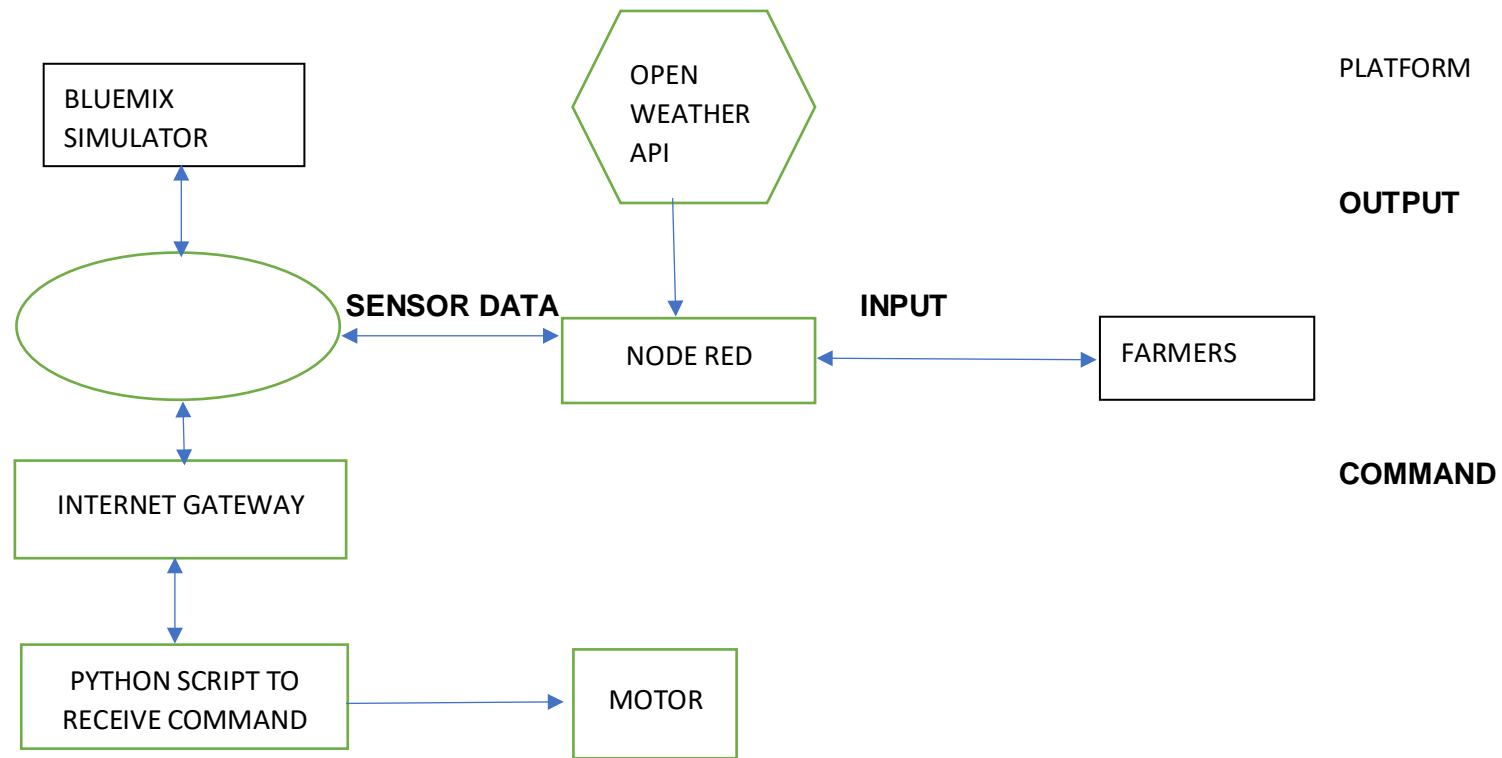 BLUEMIX
SIMULATOR
OPEN
WEATHER
API
PLATFORM
OUTPUT
SENSOR DATA
INPUT
NODE RED
FARMERS
INTERNET GATEWAY
COMMAND
PYTHON SCRIPT TO
RECEIVE COMMAND
MOTOR